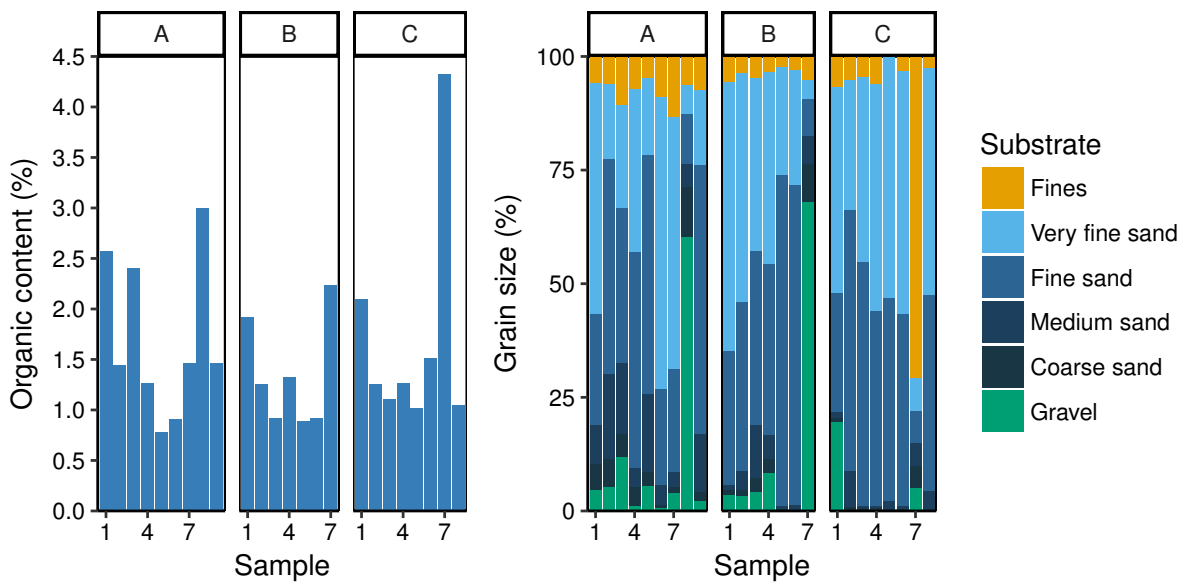 A B C
4.5
4.0
3.5
3.0
2.5
2.0
1.5
1.0
0.5
0.0
Organic content (%)
1 4 7 1 4 7 1 4 7
Sample
A B C
100
75
50
25
0
Grain size (%)
1 4 7 1 4 7 1 4 7
Sample
Substrate
Fines
Very fine sand
Fine sand
Medium sand
Coarse sand
Gravel